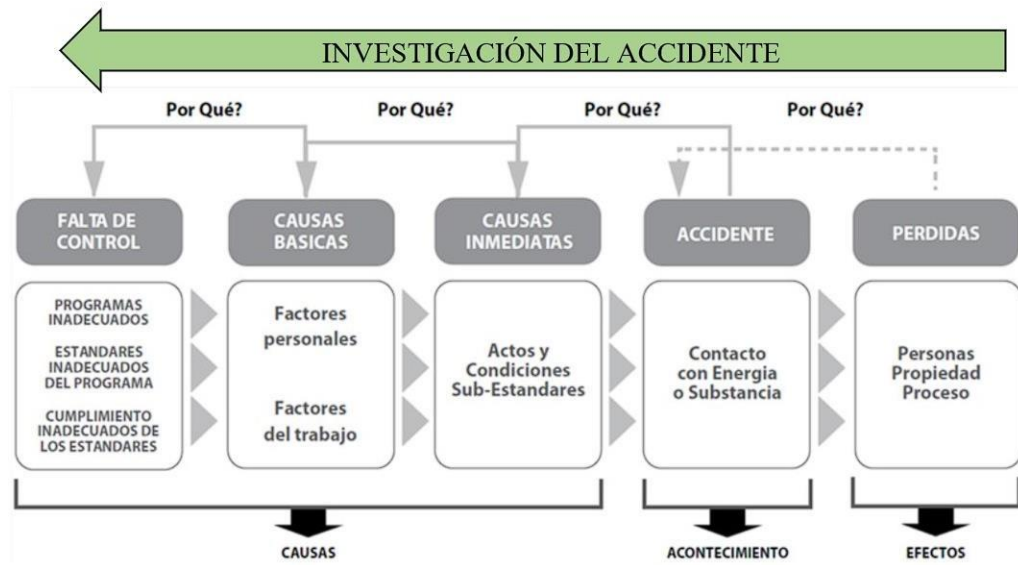 INVESTIGACIÓN DEL ACCIDENTE
Por Qué?
Por Qué?
Por Qué?
Por Qué?
FALTA DE
CONTROL
CAUSAS
BASICAS
CAUSAS
INMEDIATAS
ACCIDENTE
PERDIDAS
PROGRAMAS
INADECUADOS
ESTANDARES
INADECUADOS
DEL PROGRAMA
CUMPLIMIENTO
INADECUADOS DE
LOS ESTANDARES
Factores
personales
Factores
del trabajo
Actos y
Condiciones
Sub-Estandares
Contacto
con Energia
o Substancia
Personas
Propiedad
Proceso
CAUSAS
ACONTECIMIENTO
EFECTOS